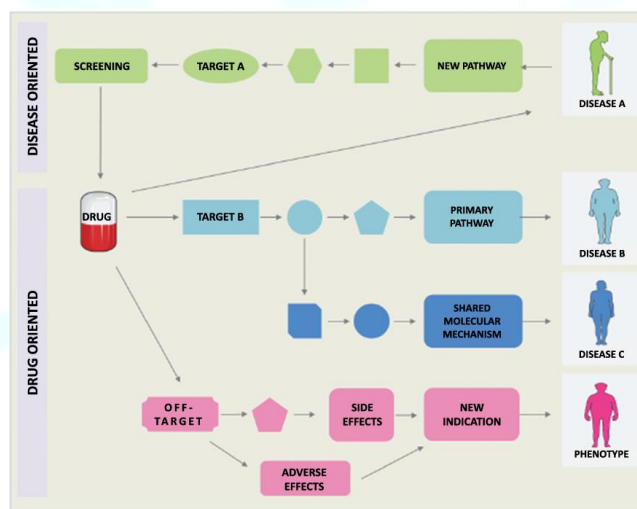 DISEASE ORIENTED
SCREENING
TARGET A
NEW PATHWAY
DISEASE A
DRUG ORIENTED
DRUG
TARGET B
PRIMARY
PATHWAY
DISEASE B
SHARED
MOLECULAR
MECHANISM
DISEASE C
OFF-
TARGET
SIDE
EFFECTS
NEW
INDICATION
PHENOTYPE
ADVERSE
EFFECTS